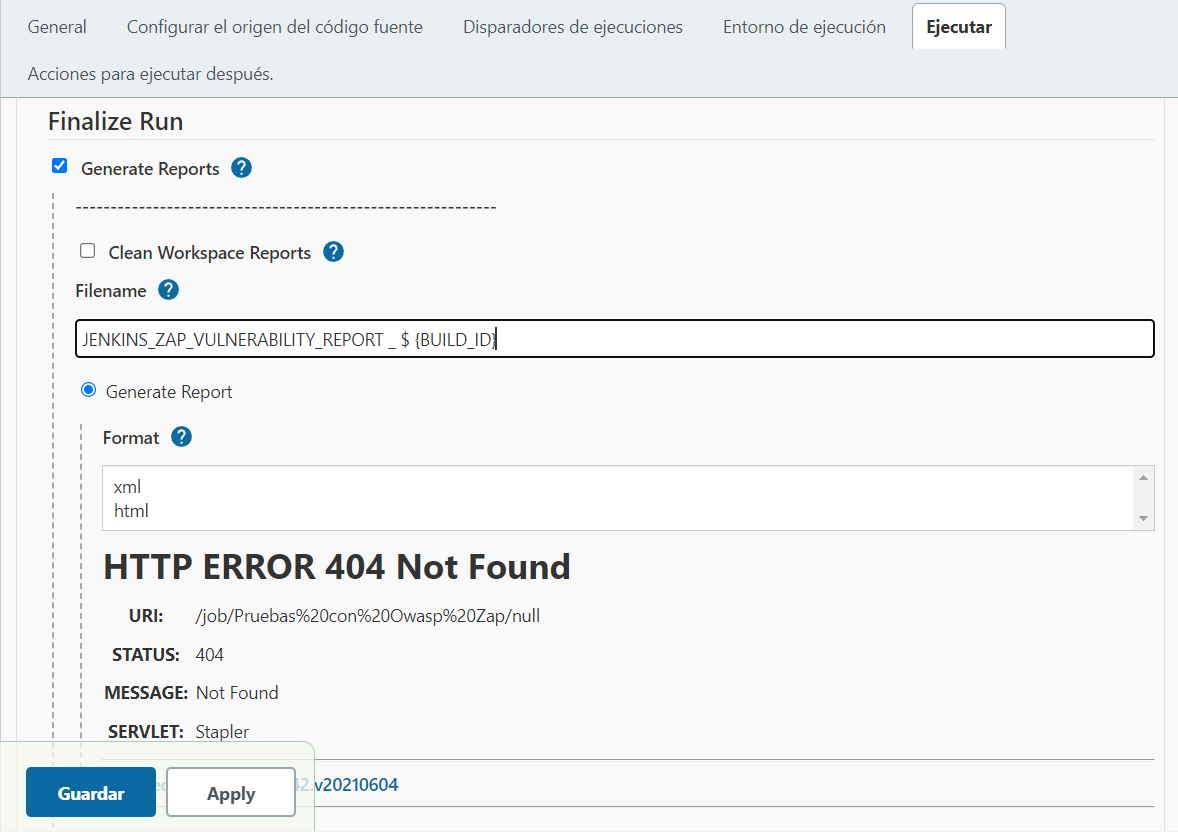 General Configurar el origen del código fuente Disparadores de ejecuciones Entorno de ejecución Ejecutar
Acciones para ejecutar después.
Finalize Run
Generate Reports ?
------------------------------------------------------------
Clean Workspace Reports ?
Filename ?
JENKINS_ZAP_VULNERABILITY_REPORT _ $ {BUILD_ID}
Generate Report
Format ?
xml
html
HTTP ERROR 404 Not Found
URI: /job/Pruebas%20con%20Owasp%20Zap/null
STATUS: 404
MESSAGE: Not Found
SERVLET: Stapler
Guardar Apply 42.v20210604